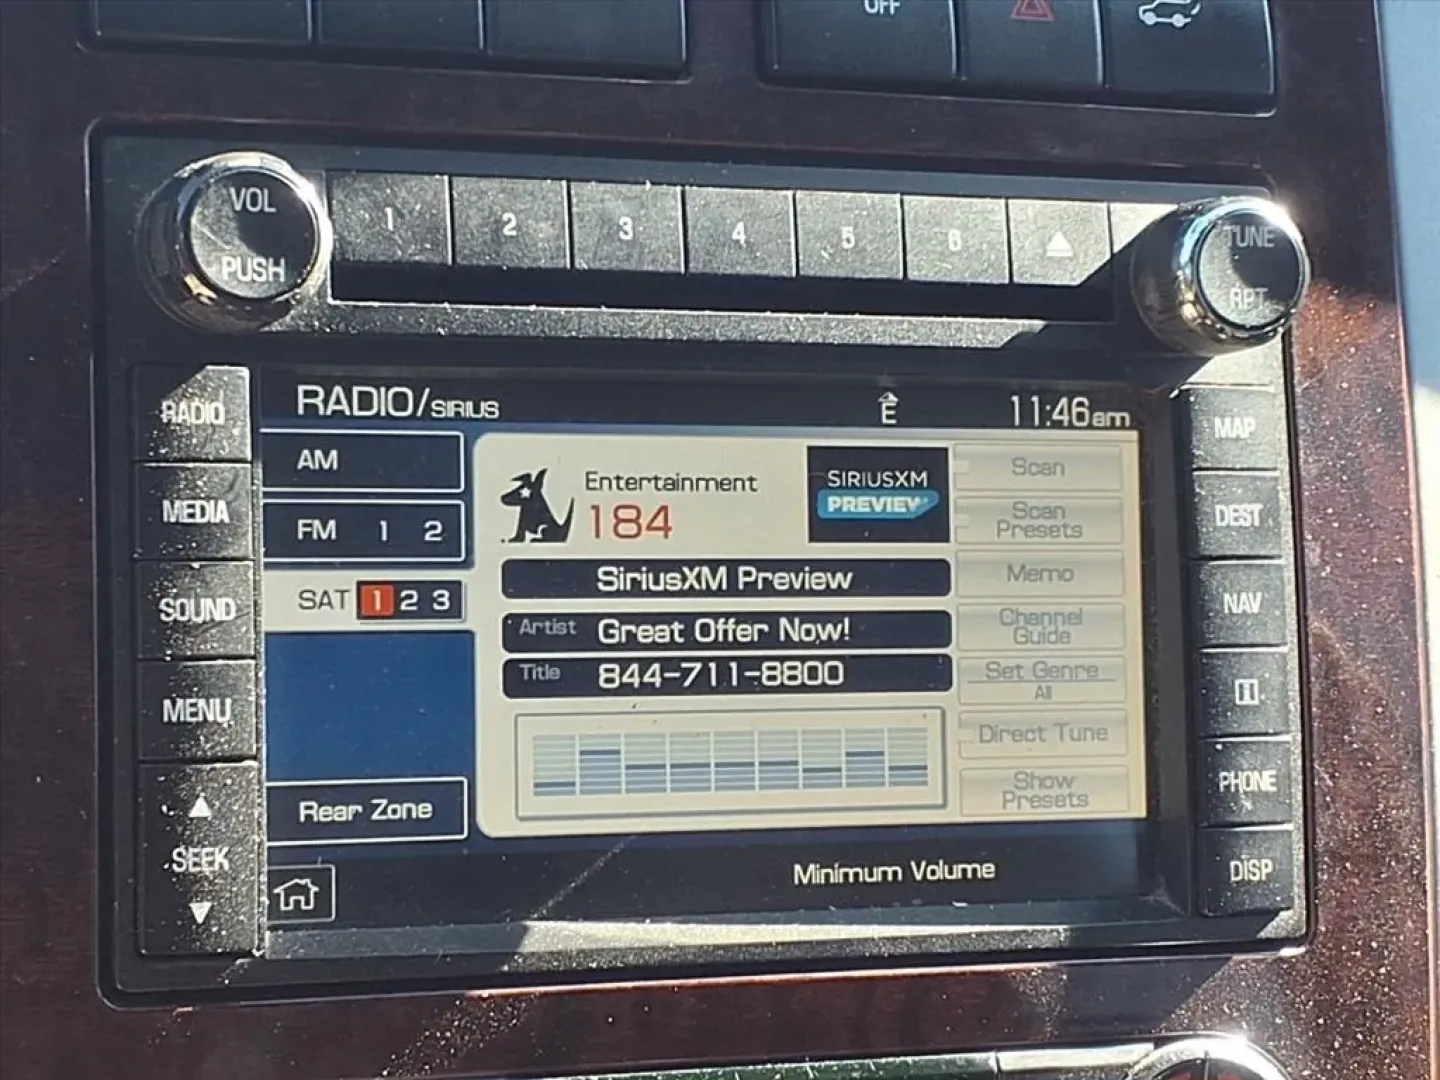 OFF
VOL
PUSH
1 2 3 4 5 6
TUNE
RPT
RADIO
MEDIA
SOUND
MENU
SEEK
RADIO/SIRIUS
E
11:46am
AM
FM 1 2
SAT 1 2 3
Rear Zone
Entertainment
184
SIRIUSXM
PREVIEW
SiriusXM Preview
Artist Great Offer Now!
Title 844-711-8800
Scan
Scan
Presets
Memo
Channel
Guide
Set Genre
All
Direct Tune
Show
Presets
Minimum Volume
MAP
DEST
NAV
i
PHONE
DISP